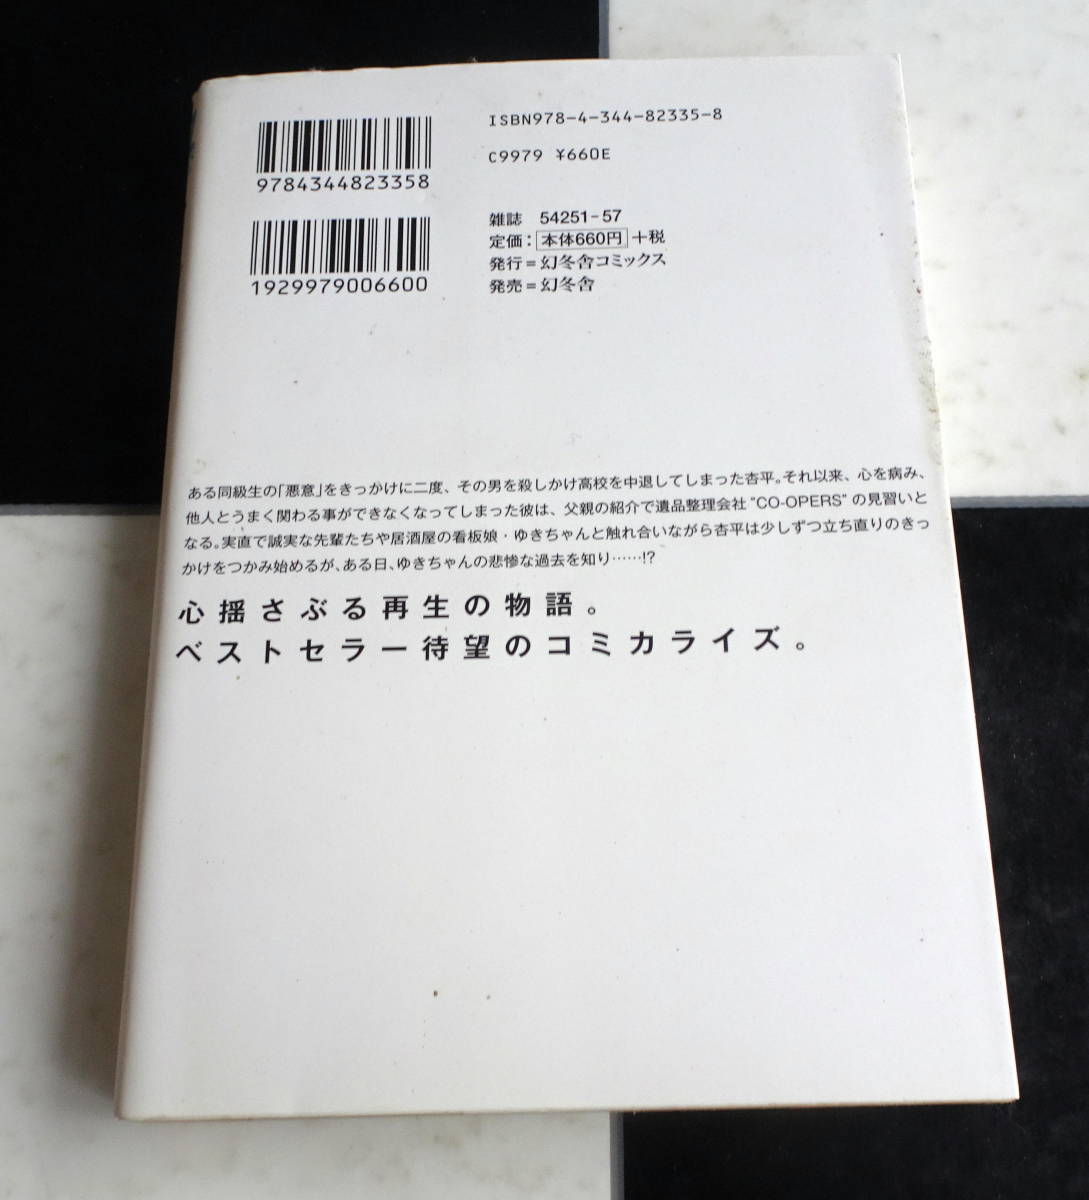 9784344823358
1929979006600
ISBN978-4-344-82335-8
C9979 ¥660E
雑誌 54251-57
定価：本体660円＋税
発行＝幻冬舎コミックス
発売＝幻冬舎
ある同級生の「悪意」をきっかけに二度、その男を殺しかけ高校を中退してしまった杏平。それ以来、心を病み、
他人とうまく関わる事ができなくなってしまった彼は、父親の紹介で遺品整理会社“CO-OPERS”の見習いと
なる。実直で誠実な先輩たちや居酒屋の看板娘・ゆきちゃんと触れ合いながら杏平は少しずつ立ち直りのきっ
かけをつかみ始めるが、ある日、ゆきちゃんの悲惨な過去を知り……!?
心揺さぶる再生の物語。
ベストセラー待望のコミカライズ。